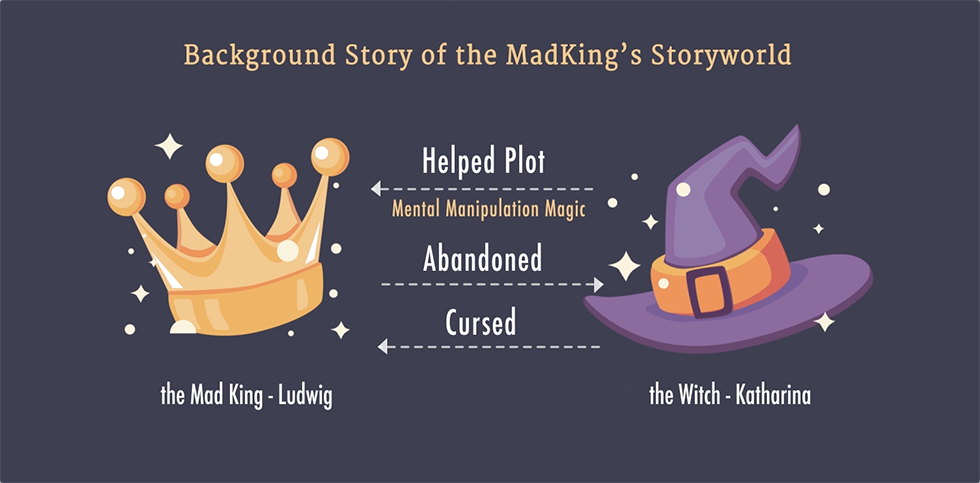 Background Story of the MadKing’s Storyworld
Helped Plot
Mental Manipulation Magic
Abandoned
Cursed
the Mad King - Ludwig
the Witch - Katharina